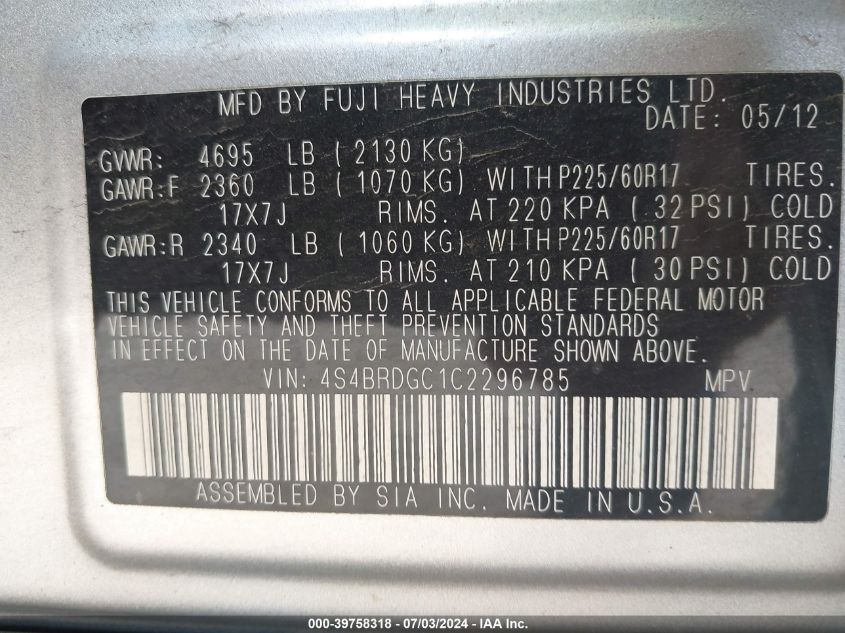 MFD BY FUJI HEAVY INDUSTRIES LTD.
DATE: 05/12
GVWR: 4695 LB ( 2130 KG)
GAWR:F 2360 LB ( 1070 KG) WITH P225/60R17 TIRES.
17X7J RIMS. AT 220 KPA ( 32 PSI) COLD
GAWR:R 2340 LB ( 1060 KG) WITH P225/60R17 TIRES.
17X7J RIMS. AT 210 KPA ( 30 PSI) COLD
THIS VEHICLE CONFORMS TO ALL APPLICABLE FEDERAL MOTOR
VEHICLE SAFETY AND THEFT PREVENTION STANDARDS
IN EFFECT ON THE DATE OF MANUFACTURE SHOWN ABOVE.
VIN: 4S4BRDGC1C2296785 MPV
ASSEMBLED BY SIA INC. MADE IN U.S.A.
000-39758318 - 07/03/2024 - IAA Inc.